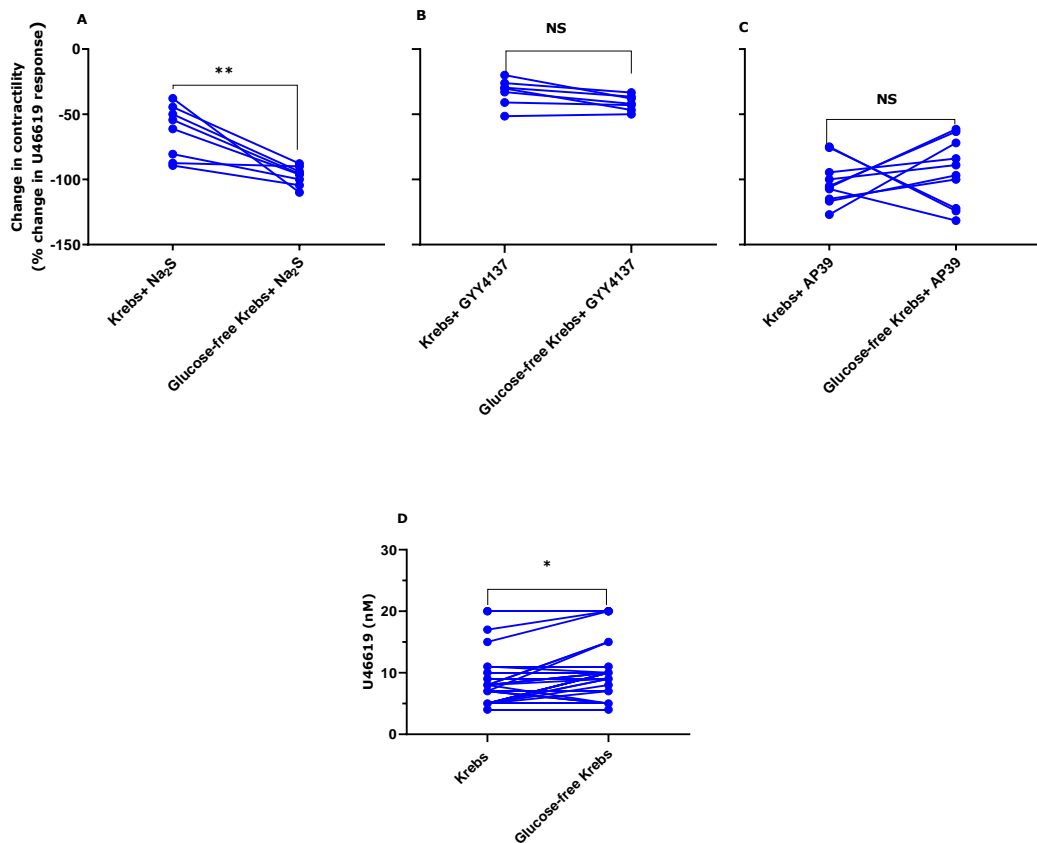 A
B
C
**
NS
NS
Change in contractility
(% change in U46619 response)
0
-50
-100
-150
Krebs+ Na₂S
Glucose-free Krebs+ Na₂S
Krebs+ GYY4137
Glucose-free Krebs+ GYY4137
Krebs+ AP39
Glucose-free Krebs+ AP39
D
*
U46619 (nM)
30
20
10
0
Krebs
Glucose-free Krebs